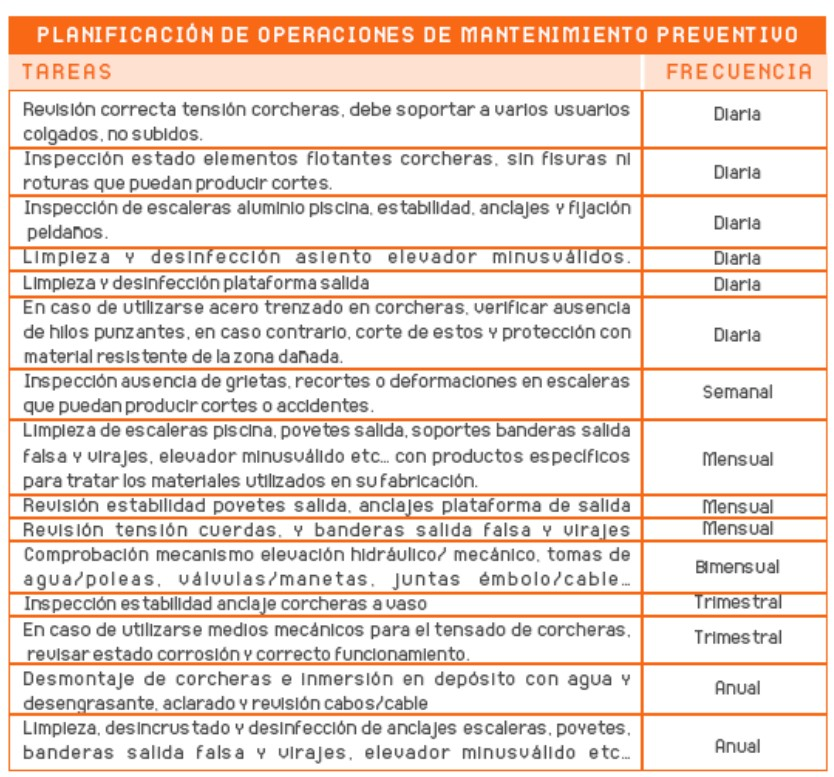 PLANIFICACIÓN DE OPERACIONES DE MANTENIMIENTO PREVENTIVO
TAREAS FRECUENCIA
Revisión correcta tensión corcheras, debe soportar a varios usuarios
colgados, no subidos.
Diaria
Inspección estado elementos flotantes corcheras, sin fisuras ni
roturas que puedan producir cortes.
Diaria
Inspección de escaleras aluminio piscina, estabilidad, anclajes y fijación
peldaños.
Diaria
Limpieza y desinfección asiento elevador minusválidos.
Diaria
Limpieza y desinfección plataforma salida
Diaria
En caso de utilizarse acero trenzado en corcheras, verificar ausencia
de hilos punzantes, en caso contrario, corte de estos y protección con
material resistente de la zona dañada.
Diaria
Inspección ausencia de grietas, recortes o deformaciones en escaleras
que puedan producir cortes o accidentes.
Semanal
Limpieza de escaleras piscina, poyetes salida, soportes banderas salida
falsa y virajes, elevador minusválido etc... con productos específicos
para tratar los materiales utilizados en su fabricación.
Mensual
Revisión estabilidad poyetes salida, anclajes plataforma de salida
Mensual
Revisión tensión cuerdas, y banderas salida falsa y virajes
Mensual
Comprobación mecanismo elevación hidráulico/ mecánico, tomas de
agua/poleas, válvulas/manetas, juntas émbolo/cable...
Bimensual
Inspección estabilidad anclaje corcheras a vaso
Trimestral
En caso de utilizarse medios mecánicos para el tensado de corcheras,
revisar estado corrosión y correcto funcionamiento.
Trimestral
Desmontaje de corcheras e inmersión en depósito con agua y
desengrasante, aclarado y revisión cabos/cable
Anual
Limpieza, desincrustado y desinfección de anclajes escaleras, poyetes,
banderas salida falsa y virajes, elevador minusválido etc...
Anual